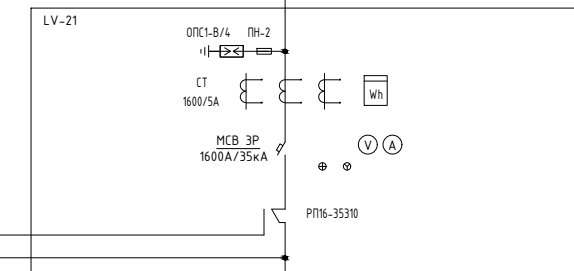 LV-21
ОПС1-В/4 ПН-2
СТ
1600/5А
Wh
МСВ 3Р
1600А/35кА
V A
РП16-35310